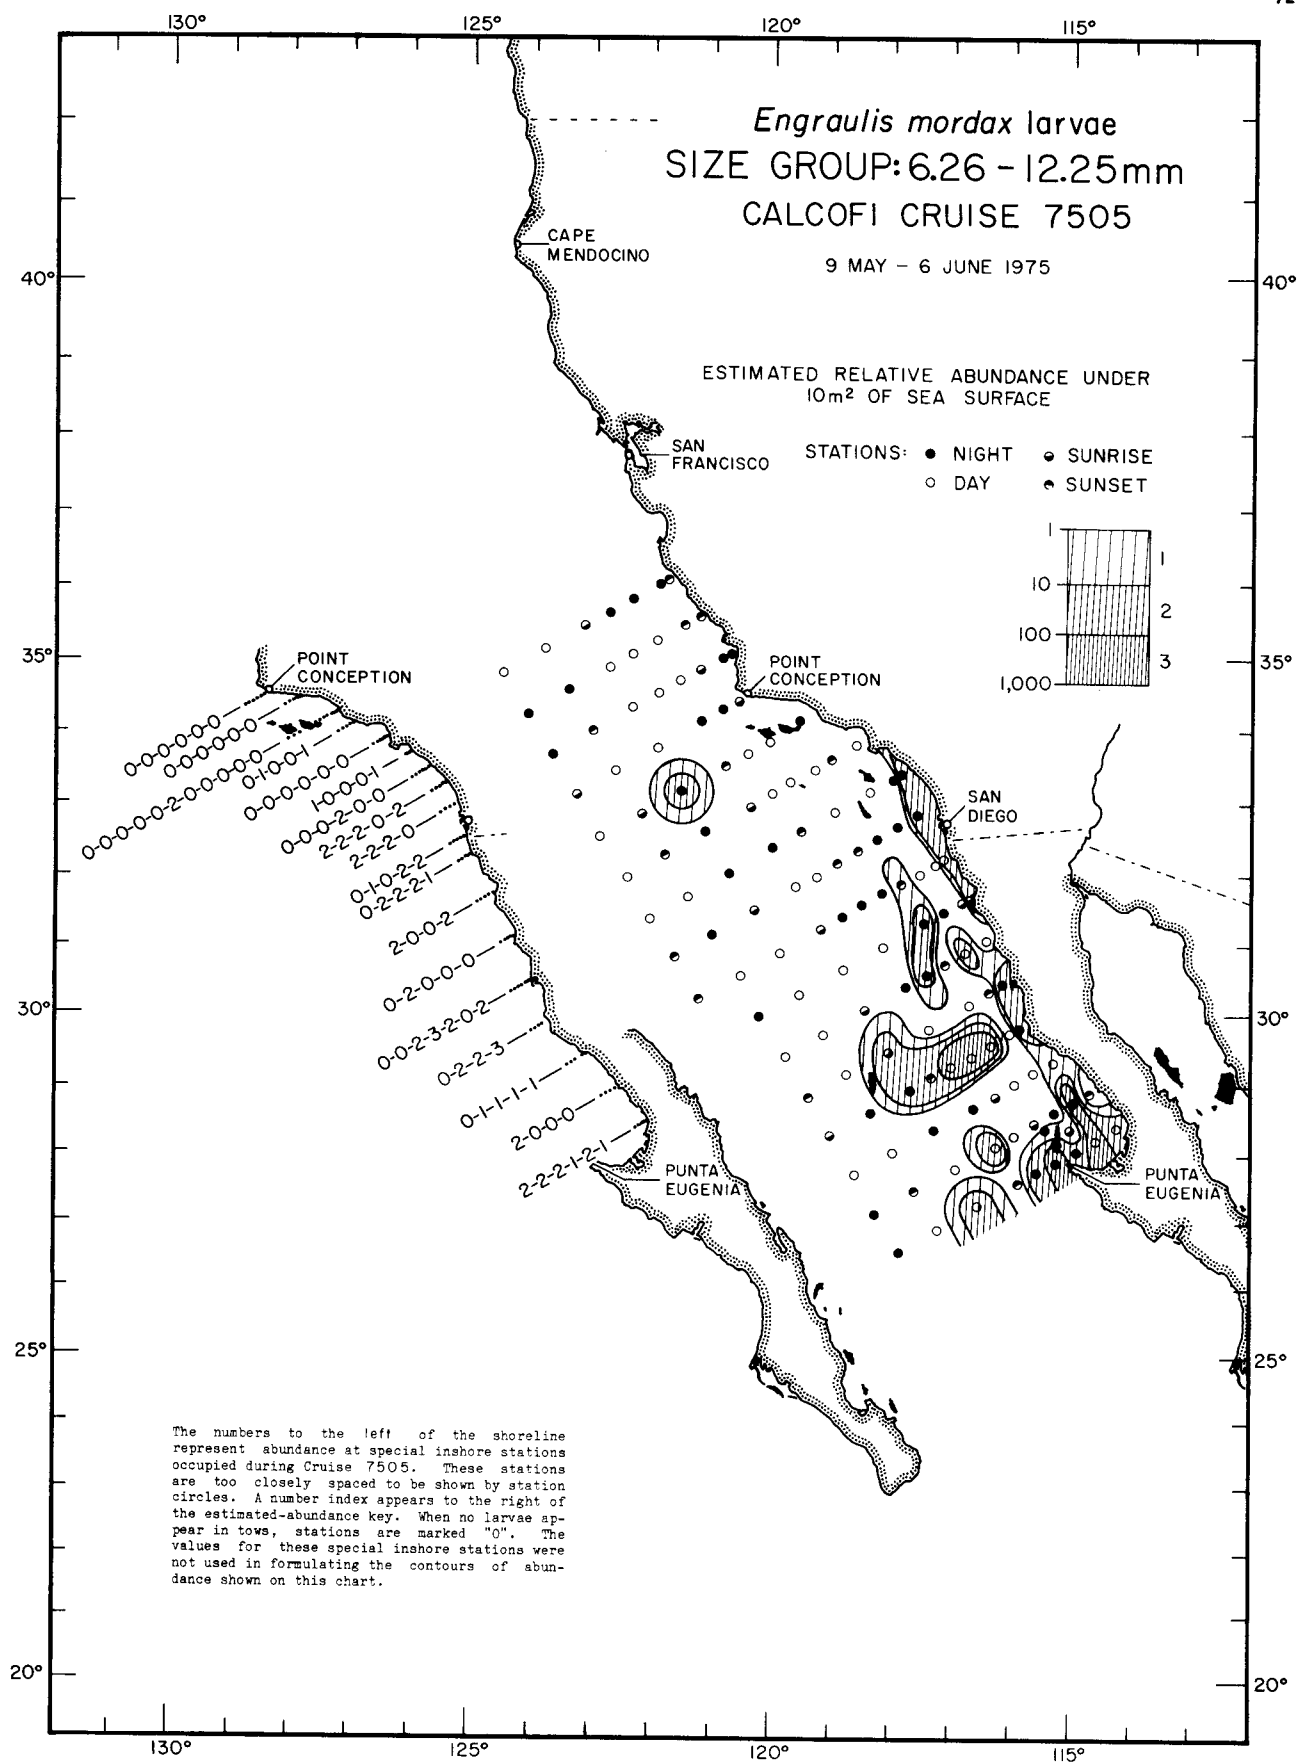 130°
125°
120°
115°
Engraulis mordax larvae
SIZE GROUP: 6.26 – 12.25mm
CALCOFI CRUISE 7505
9 MAY – 6 JUNE 1975
CAPE
MENDOCINO
40°
40°
ESTIMATED RELATIVE ABUNDANCE UNDER
10m² OF SEA SURFACE
SAN
FRANCISCO
STATIONS: ● NIGHT SUNRISE
○ DAY SUNSET
1
1
10
2
100
3
1,000
35°
35°
POINT
CONCEPTION
POINT
CONCEPTION
SAN
DIEGO
0-0-0-0-0-0
0-0-0-0-0-0
0-0-0-0-0-2-0-0-0-0-0
0-1-0-0-1
0-0-0-0-0-0-0
1-0-0-0-1
0-0-0-2-0-0
2-2-2-0-2
2-2-2-0
0-1-0-2-2
0-2-2-2-1
2-0-0-2
0-2-0-0-0
0-0-2-3-2-0-2
0-2-2-3
0-1-1-1-1
2-0-0-0
2-2-2-1-2-1
30°
30°
PUNTA
EUGENIA
PUNTA
EUGENIA
25°
25°
The numbers to the left of the shoreline
represent abundance at special inshore stations
occupied during Cruise 7505. These stations
are too closely spaced to be shown by station
circles. A number index appears to the right of
the estimated-abundance key. When no larvae ap-
pear in tows, stations are marked "0". The
values for these special inshore stations were
not used in formulating the contours of abun-
dance shown on this chart.
20°
20°
130°
125°
120°
115°